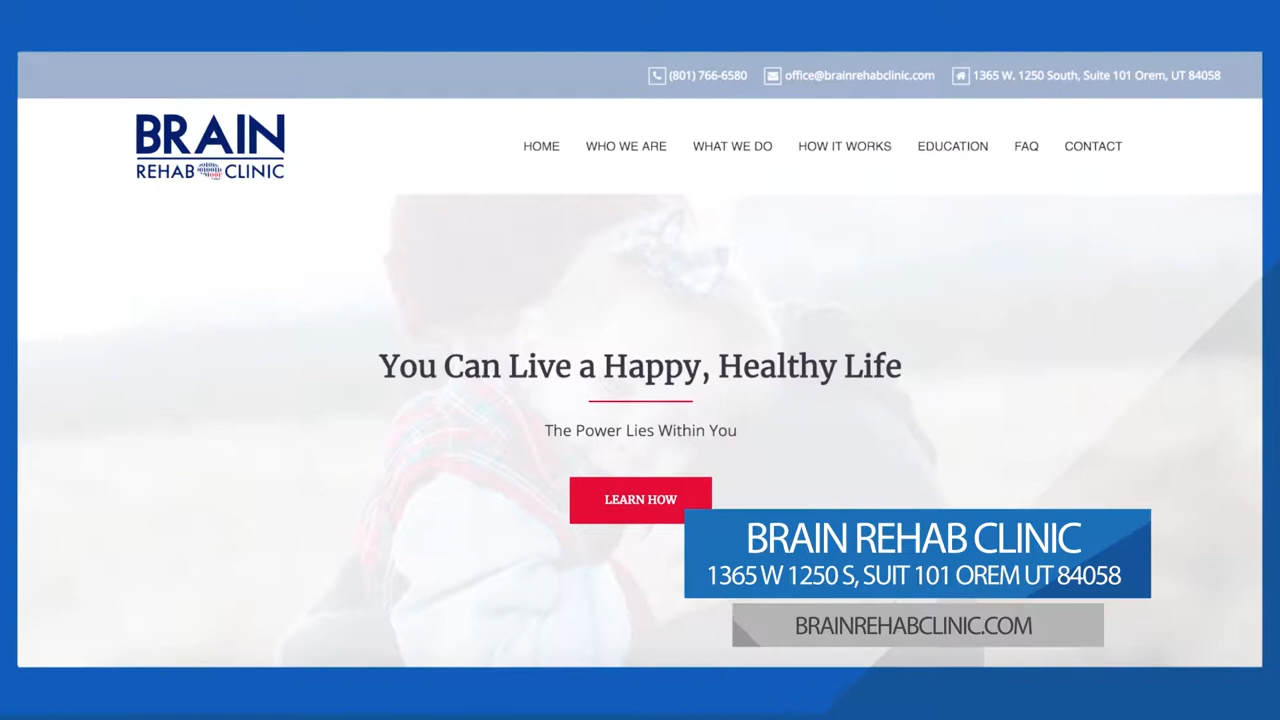 (801) 766-6580 office@brainrehabclinic.com 1365 W. 1250 South, Suite 101 Orem, UT 84058
BRAIN
REHAB CLINIC
HOME WHO WE ARE WHAT WE DO HOW IT WORKS EDUCATION FAQ CONTACT
You Can Live a Happy, Healthy Life
The Power Lies Within You
LEARN HOW
BRAIN REHAB CLINIC
1365 W 1250 S, SUIT 101 OREM UT 84058
BRAINREHABCLINIC.COM